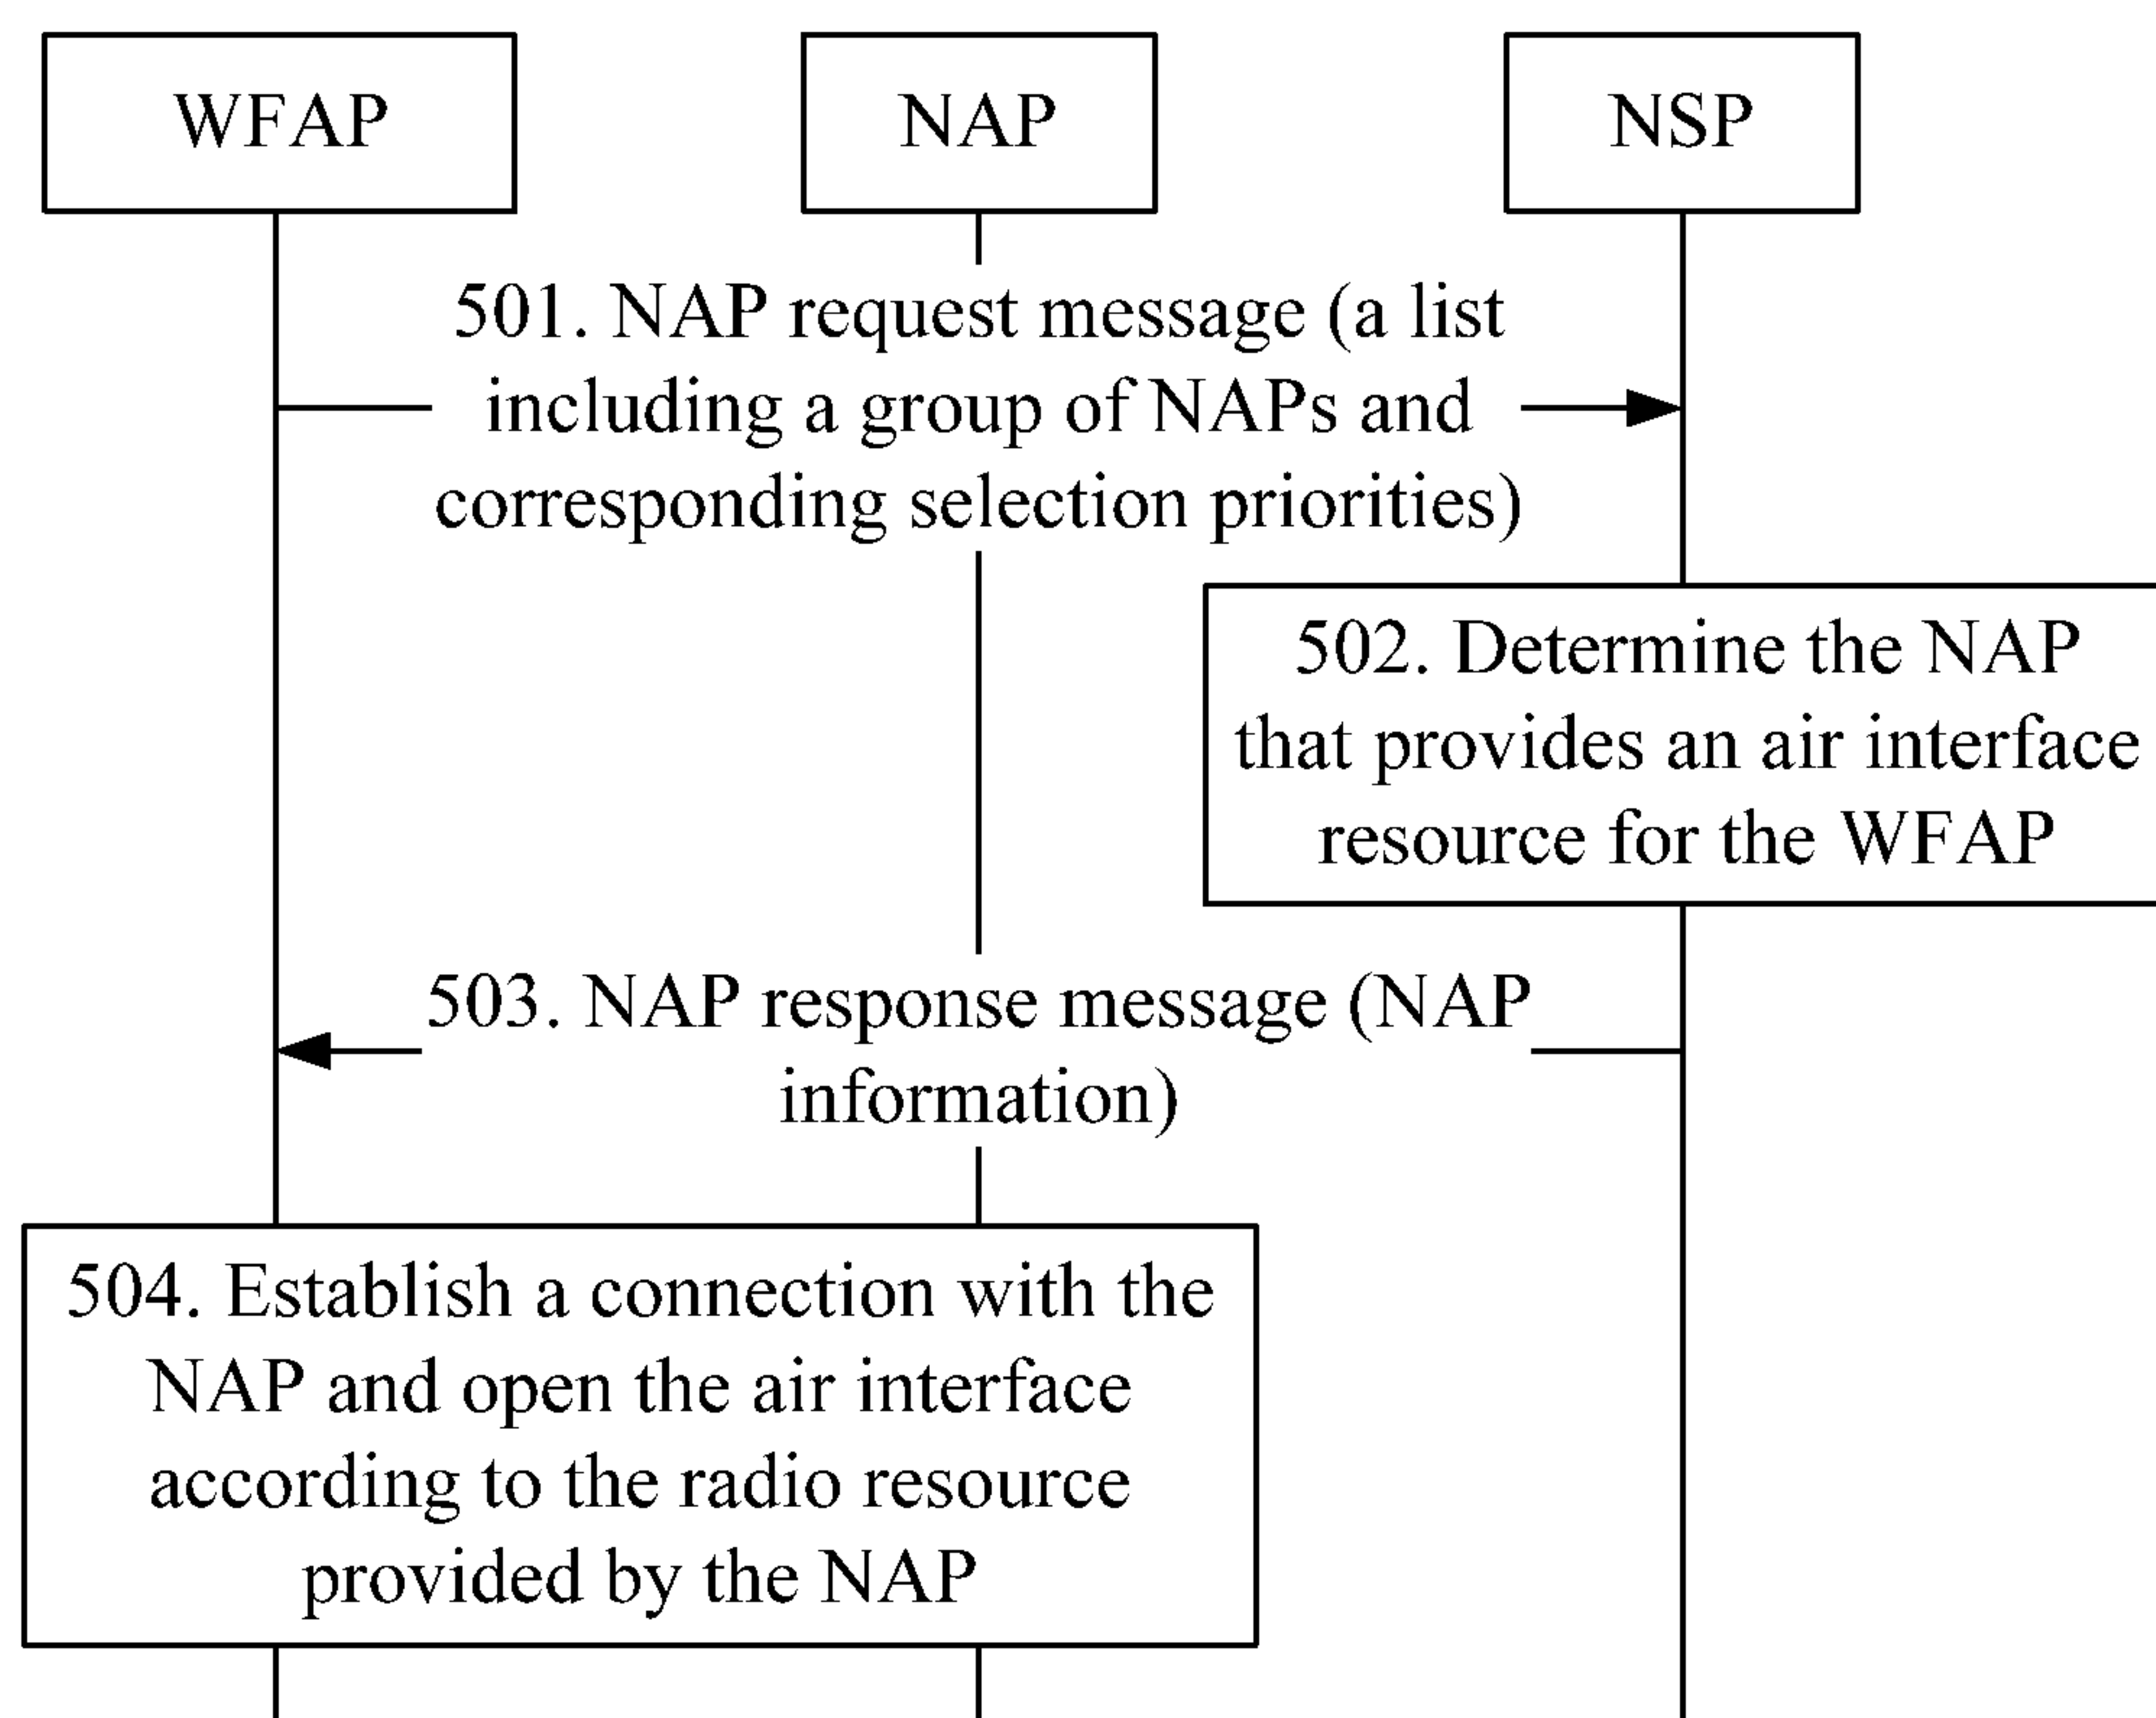 WFAP
NAP
NSP
501. NAP request message (a list
including a group of NAPs and
corresponding selection priorities)
502. Determine the NAP
that provides an air interface
resource for the WFAP
503. NAP response message (NAP
information)
504. Establish a connection with the
NAP and open the air interface
according to the radio resource
provided by the NAP